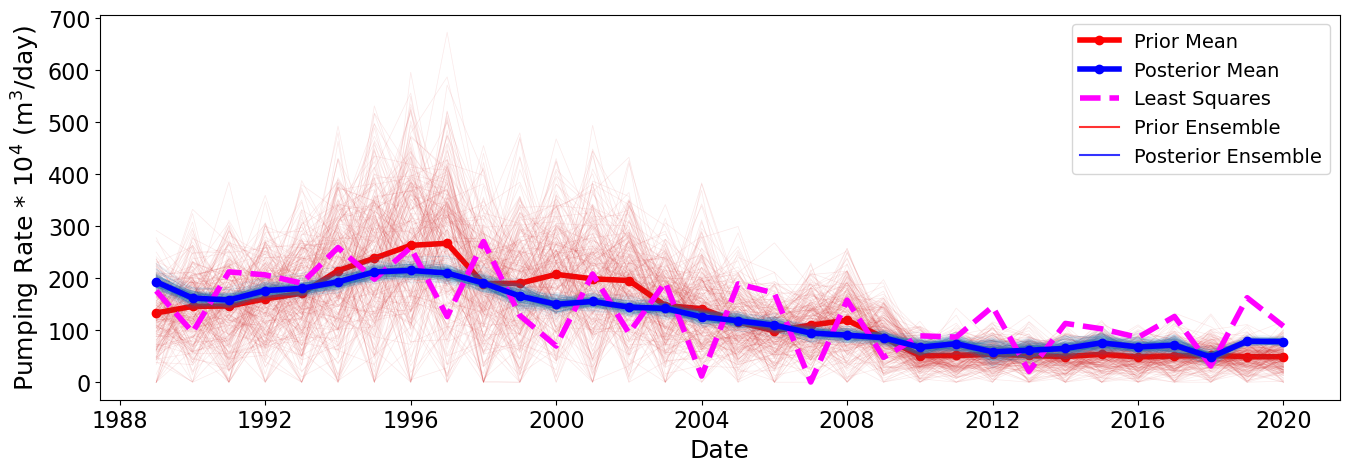 700
600
500
400
300
200
100
0
Pumping Rate * 10⁴ (m³/day)
Prior Mean
Posterior Mean
Least Squares
Prior Ensemble
Posterior Ensemble
1988 1992 1996 2000 2004 2008 2012 2016 2020
Date